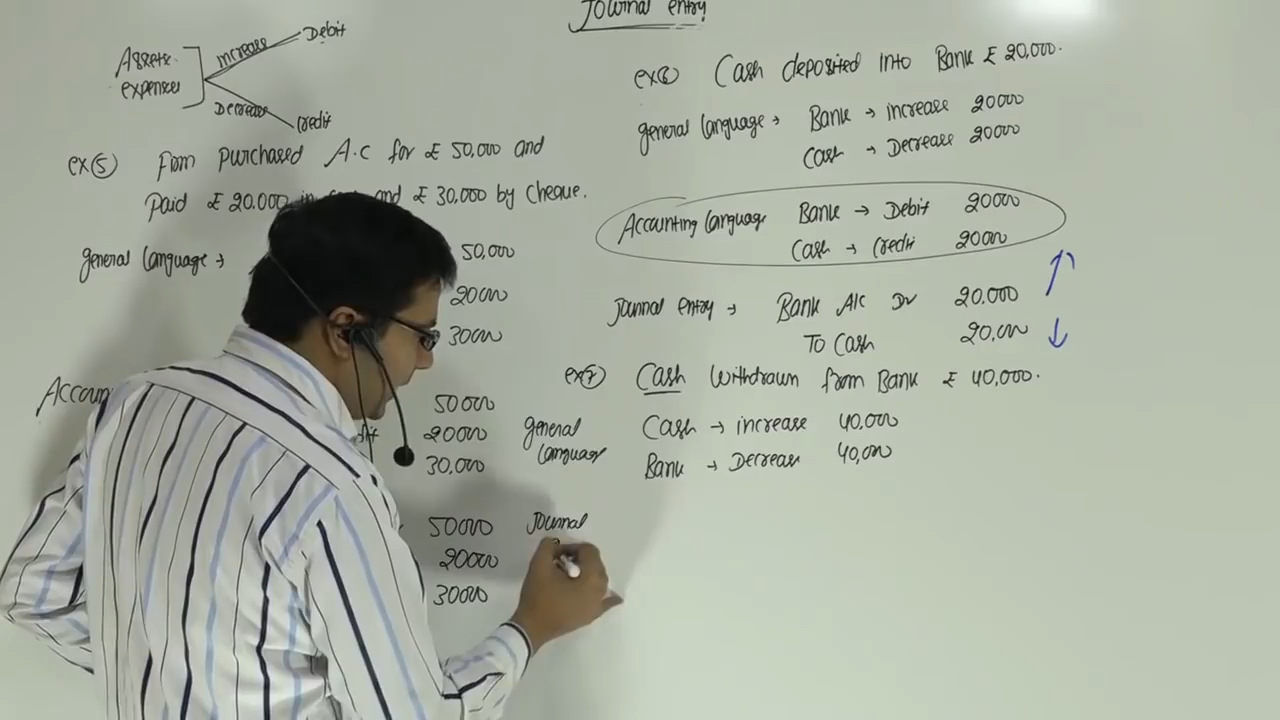 Journal entry
Assets
expenses
increase
Debit
Decrease
credit
ex⑤ Firm purchased A.C for £ 50,000 and
Paid £ 20.000 in and £ 30,000 by cheque.
general language → 50,000
20000
30000
Accoun
50000
20000
30,000
50000
20000
30000
ex⑥ Cash deposited into Bank £ 20,000.
general language → Bank → increase 20000
Cash → Decrease 20000
Accounting language Bank → Debit 20000
Cash → Credit 20000
Journal entry → Bank A/c Dr 20.000
To Cash 20,000
ex⑦ Cash withdrawn from Bank £ 40,000.
general language Cash → increase 40,000
Bank → Decrease 40,000
Journal